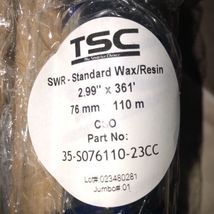 TSC
SWR - Standard Wax/Resin
2.99" x 361'
76 mm 110 m
CSO
Part No:
35-S076110-23CC
Lot#:023480281
Jumbo#:01